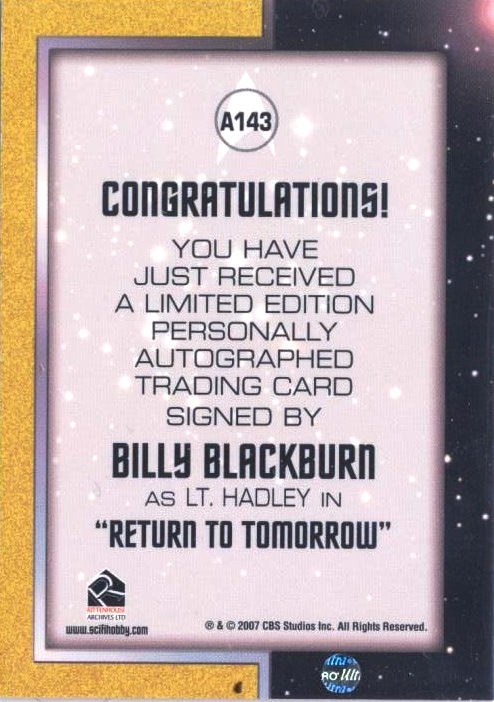 A143
CONGRATULATIONS!
YOU HAVE
JUST RECEIVED
A LIMITED EDITION
PERSONALLY
AUTOGRAPHED
TRADING CARD
SIGNED BY
BILLY BLACKBURN
AS LT. HADLEY IN
“RETURN TO TOMORROW”
RITTENHOUSE
ARCHIVES LTD
www.scifihobby.com
® & © 2007 CBS Studios Inc. All Rights Reserved.